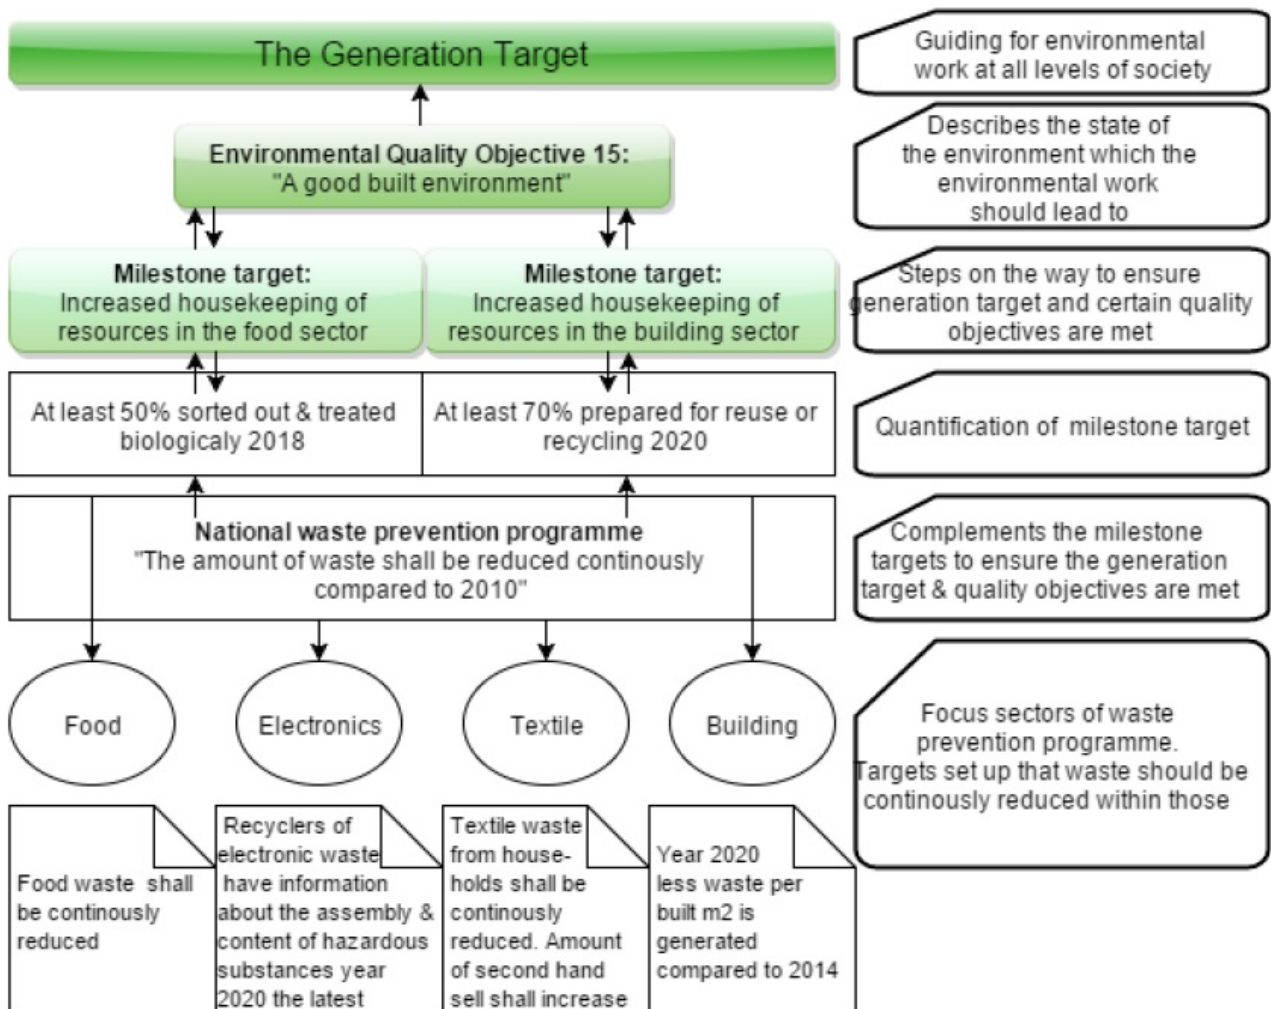 The Generation Target
Guiding for environmental
work at all levels of society
Environmental Quality Objective 15:
"A good built environment"
Describes the state of
the environment which the
environmental work
should lead to
Milestone target:
Increased housekeeping of
resources in the food sector
Milestone target:
Increased housekeeping of
resources in the building sector
Steps on the way to ensure
generation target and certain quality
objectives are met
At least 50% sorted out & treated
biologicaly 2018
At least 70% prepared for reuse or
recycling 2020
Quantification of milestone target
National waste prevention programme
"The amount of waste shall be reduced continously
compared to 2010"
Complements the milestone
targets to ensure the generation
target & quality objectives are met
Food
Electronics
Textile
Building
Focus sectors of waste
prevention programme.
Targets set up that waste should be
continously reduced within those
Food waste shall
be continously
reduced
Recyclers of
electronic waste
have information
about the assembly &
content of hazardous
substances year
2020 the latest
Textile waste
from house-
holds shall be
continously
reduced. Amount
of second hand
sell shall increase
Year 2020
less waste per
built m2 is
generated
compared to 2014